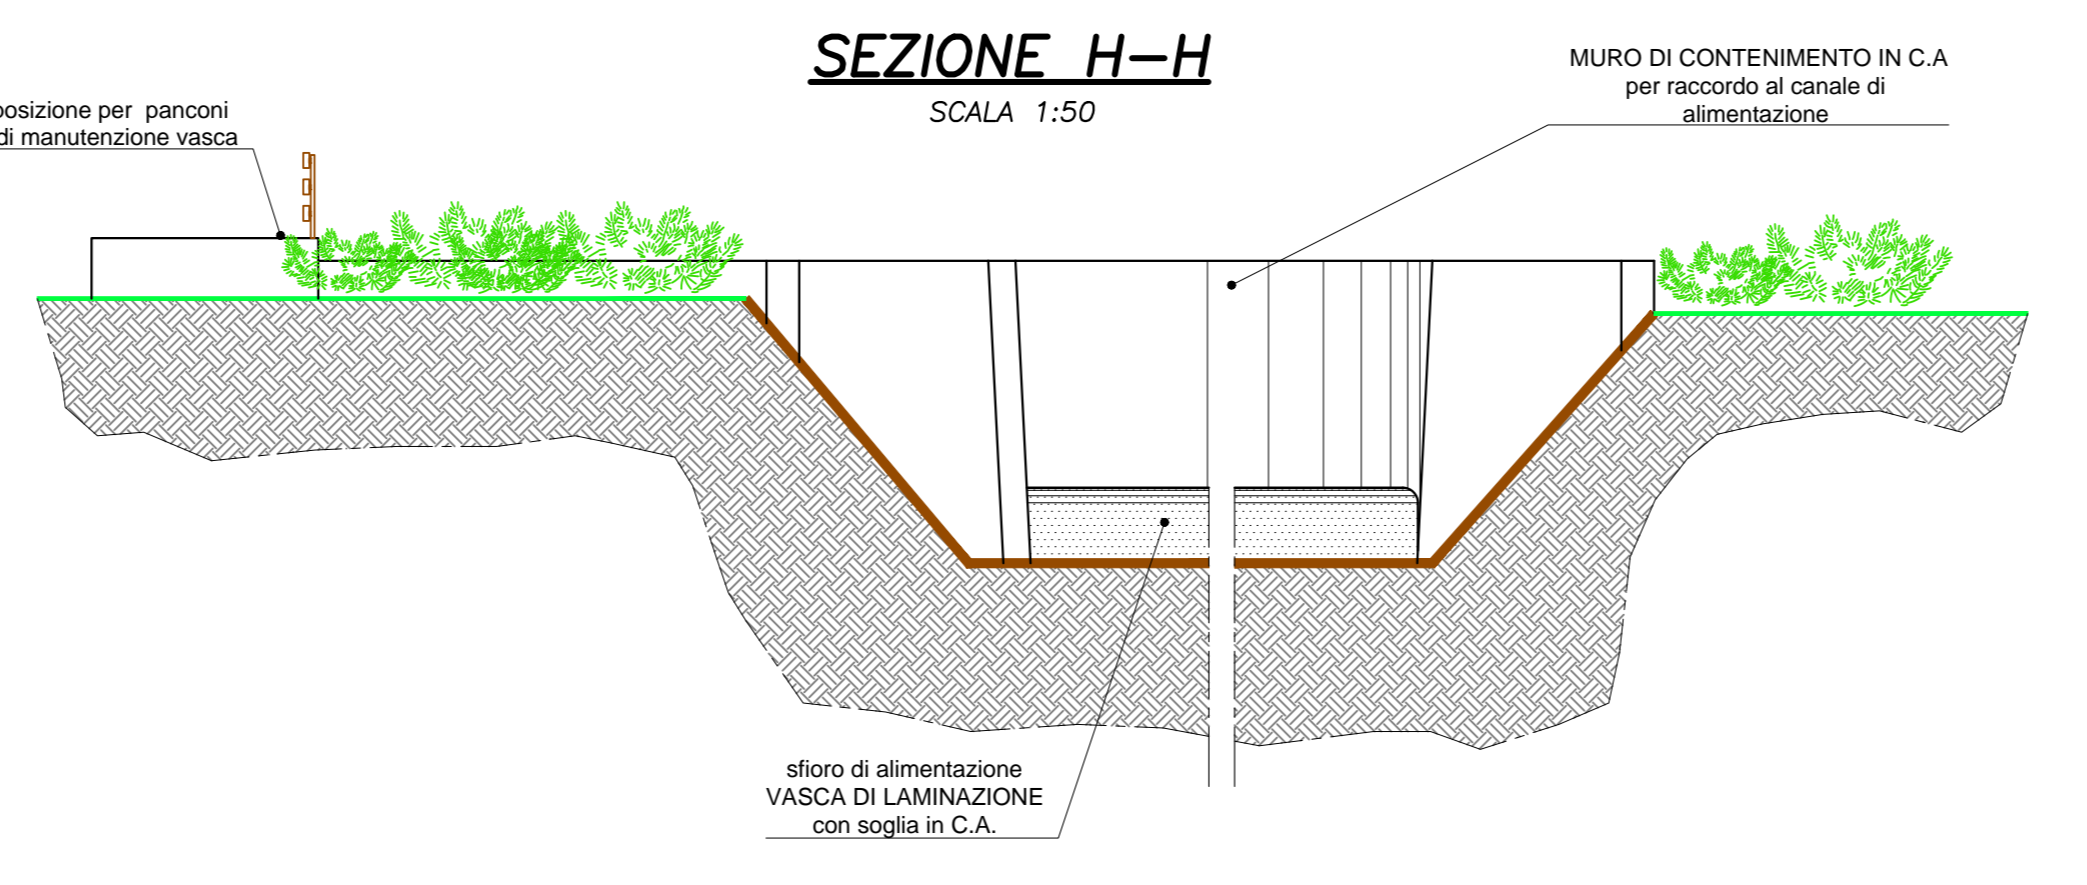 SEZIONE H-H
SCALA 1:50
MURO DI CONTENIMENTO IN C.A
per raccordo al canale di
alimentazione
posizione per panconi
di manutenzione vasca
sfioro di alimentazione
VASCA DI LAMINAZIONE
con soglia in C.A.